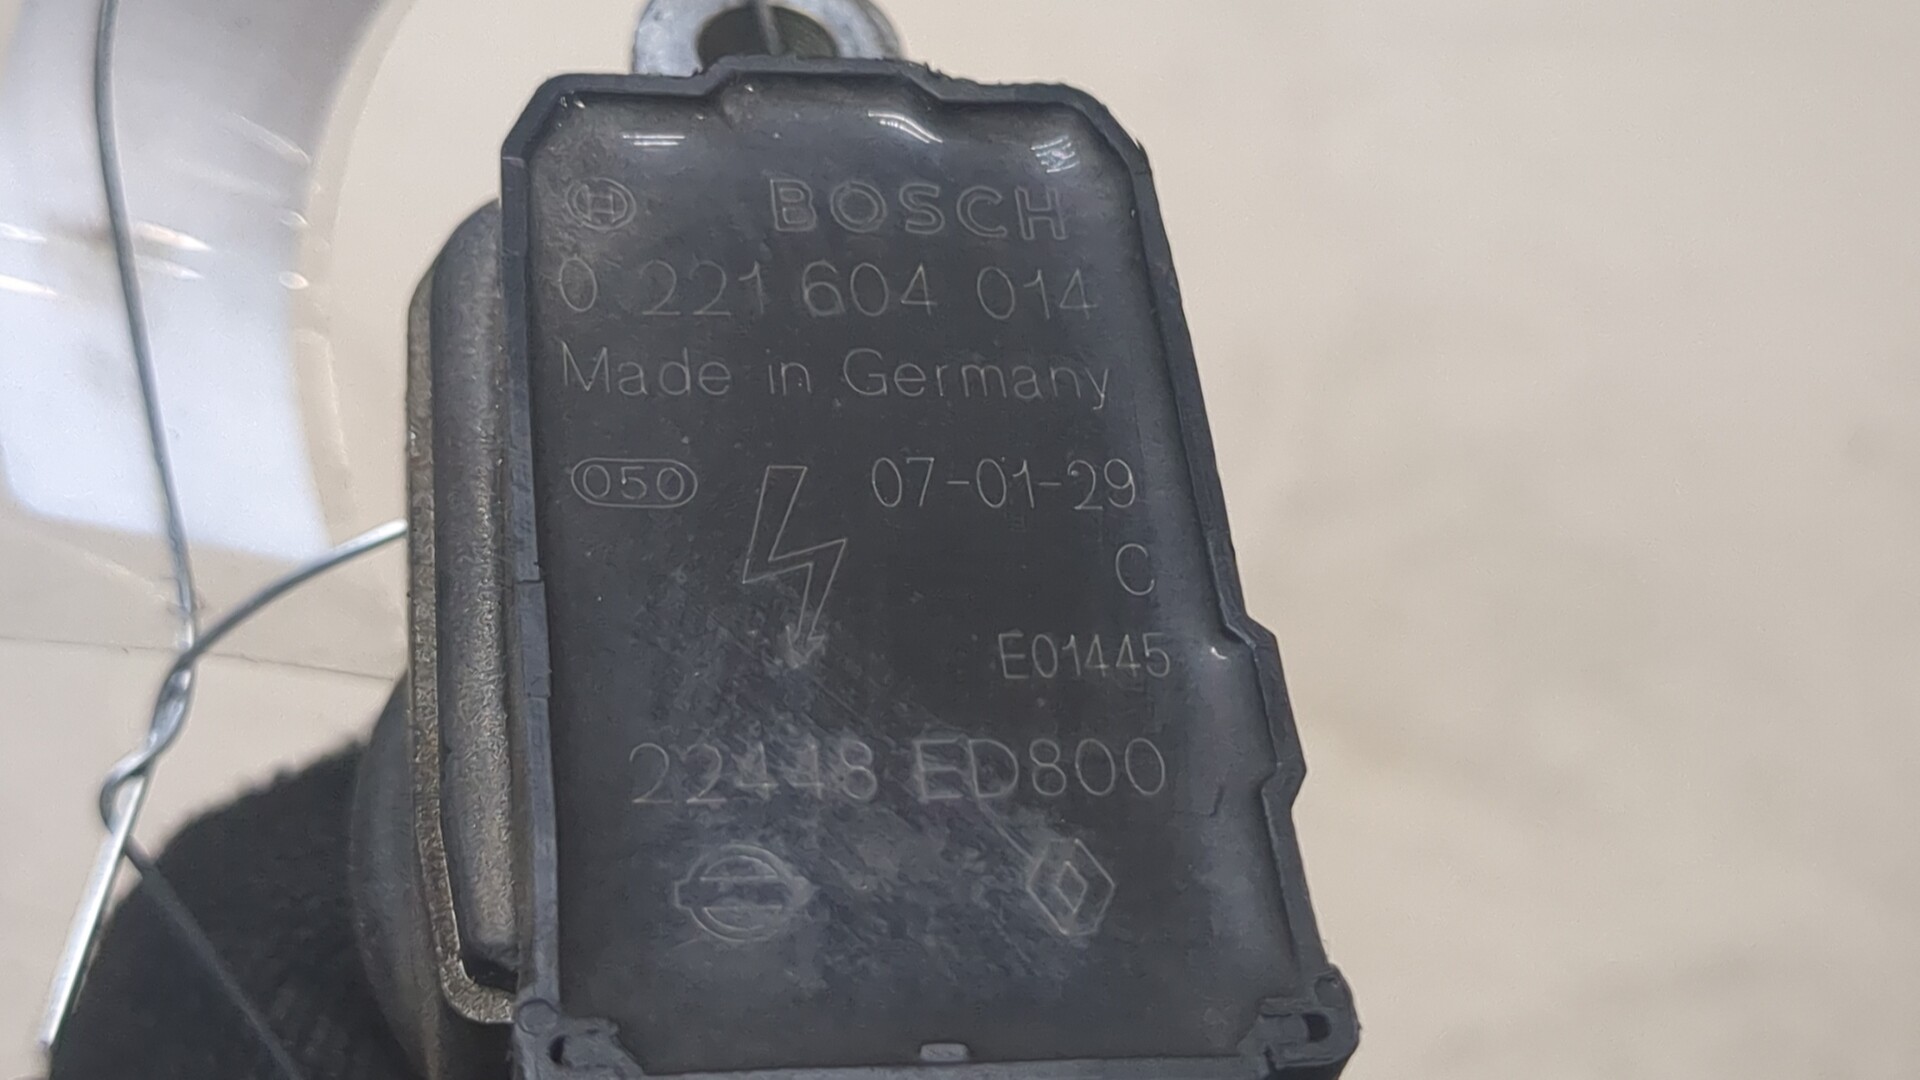 BOSCH
0 221 604 014
Made in Germany
050 07-01-29
C
E01445
22448 ED800